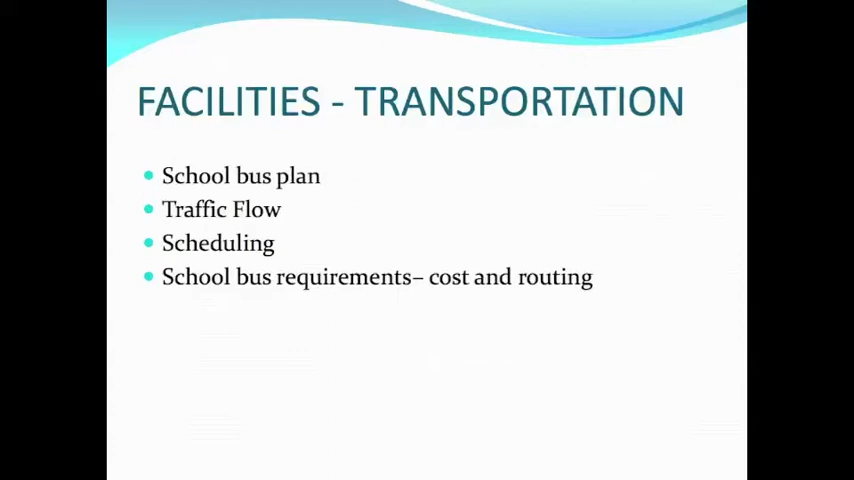 FACILITIES - TRANSPORTATION
School bus plan
Traffic Flow
Scheduling
School bus requirements– cost and routing